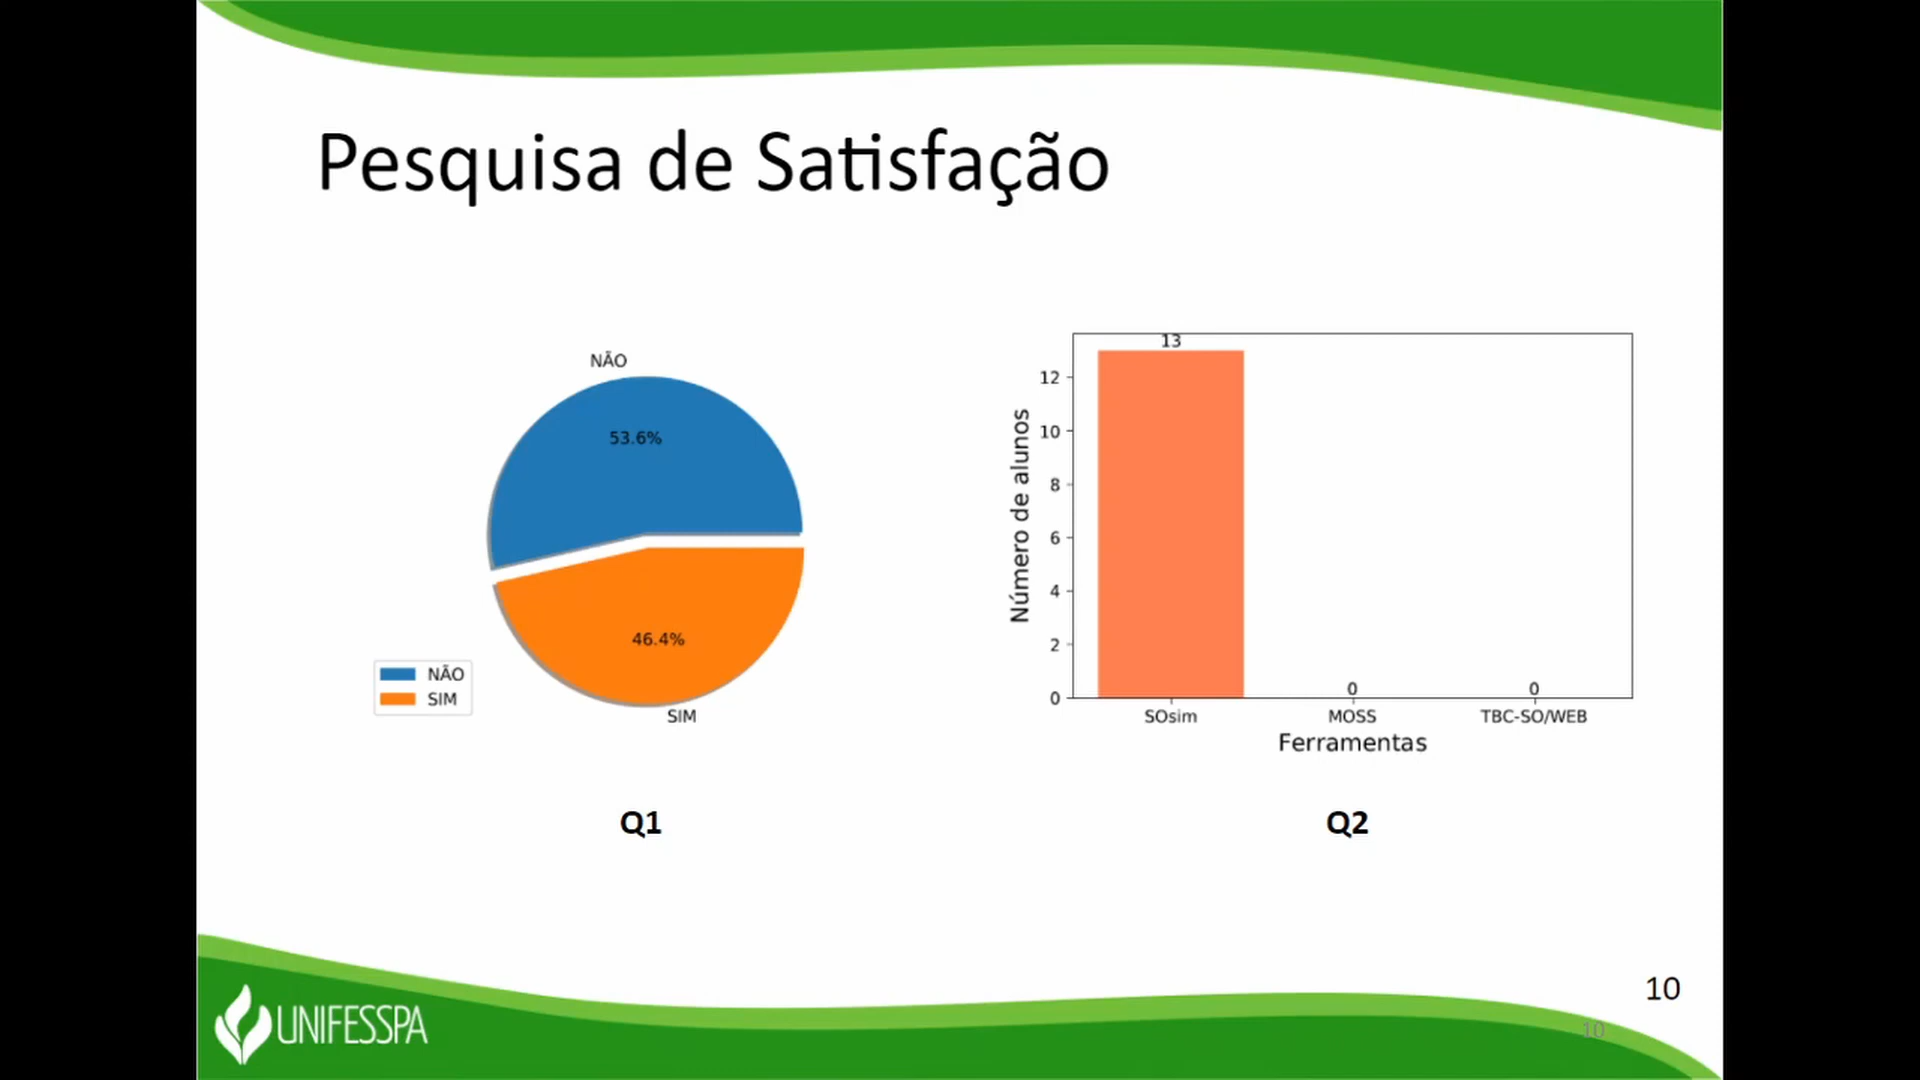 Pesquisa de Satisfação
NÃO
53.6%
46.4%
SIM
NÃO
SIM
Q1
13
12
10
8
6
4
2
0
Número de alunos
0
0
SOsim
MOSS
TBC-SO/WEB
Ferramentas
Q2
10
10
UNIFESSPA